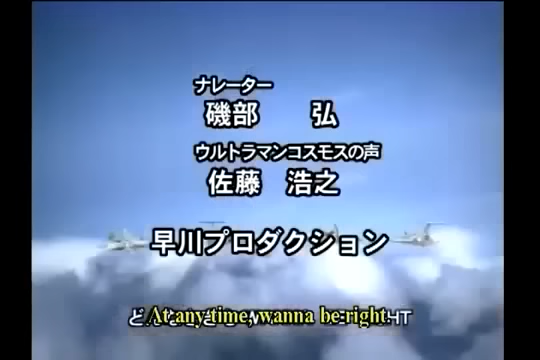 ナレーター
磯部　弘
ウルトラマンコスモスの声
佐藤　浩之
早川プロダクション
At any time, wanna be right.